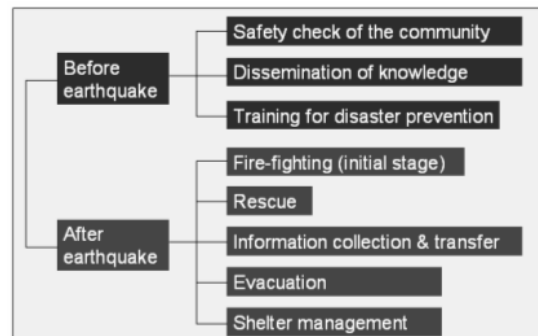 Before
earthquake
Safety check of the community
Dissemination of knowledge
Training for disaster prevention
After
earthquake
Fire-fighting (initial stage)
Rescue
Information collection & transfer
Evacuation
Shelter management